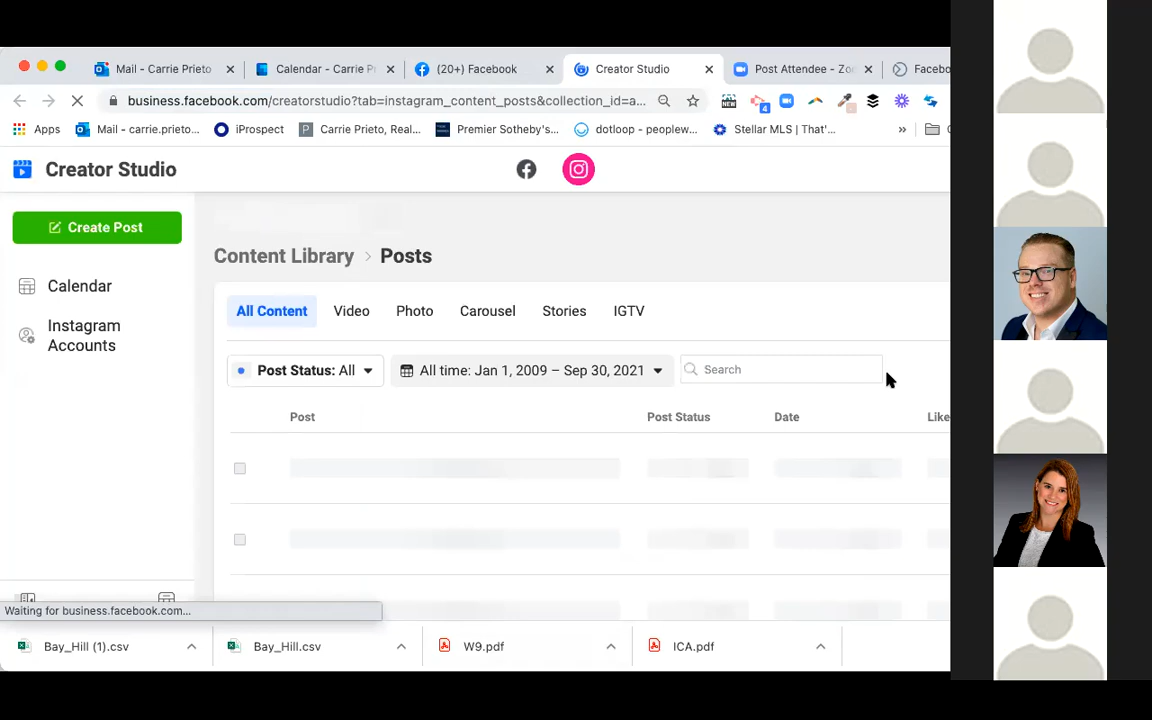 Mail - Carrie Prieto
Calendar - Carrie P
(20+) Facebook
Creator Studio
Post Attendee - Zo
Facebo
business.facebook.com/creatorstudio?tab=instagram_content_posts&collection_id=a...
NEW
4
Apps
Mail - carrie.prieto...
iProspect
Carrie Prieto, Real...
Premier Sotheby's...
dotloop - peoplew...
Stellar MLS | That'...
Creator Studio
Create Post
Calendar
Instagram
Accounts
Content Library > Posts
All Content
Video
Photo
Carousel
Stories
IGTV
Post Status: All
All time: Jan 1, 2009 – Sep 30, 2021
Search
Post
Post Status
Date
Like
Waiting for business.facebook.com...
Bay_Hill (1).csv
Bay_Hill.csv
W9.pdf
ICA.pdf